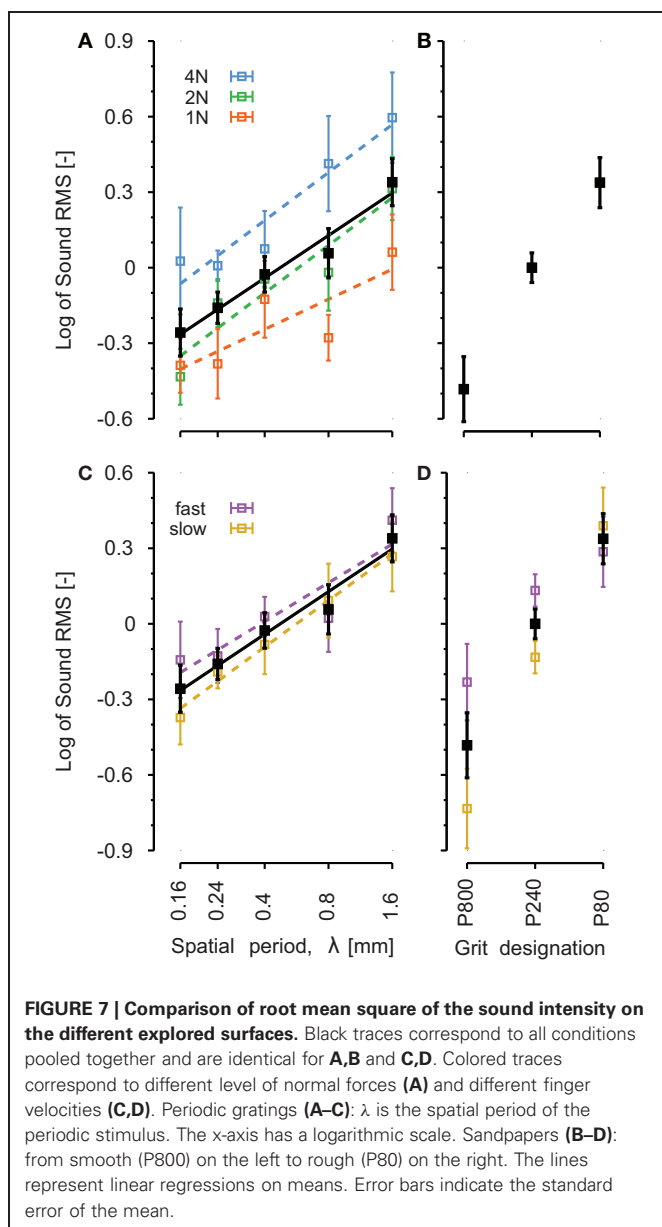 A
B
0.9
0.6
0.3
0
-0.3
-0.6
Log of Sound RMS [-]
4N
2N
1N
C
D
0.6
0.3
0
-0.3
-0.6
-0.9
Log of Sound RMS [-]
fast
slow
0.16
0.24
0.4
0.8
1.6
Spatial period, λ [mm]
P800
P240
P80
Grit designation
FIGURE 7 | Comparison of root mean square of the sound intensity on
the different explored surfaces. Black traces correspond to all conditions
pooled together and are identical for A,B and C,D. Colored traces
correspond to different level of normal forces (A) and different finger
velocities (C,D). Periodic gratings (A–C): λ is the spatial period of the
periodic stimulus. The x-axis has a logarithmic scale. Sandpapers (B–D):
from smooth (P800) on the left to rough (P80) on the right. The lines
represent linear regressions on means. Error bars indicate the standard
error of the mean.